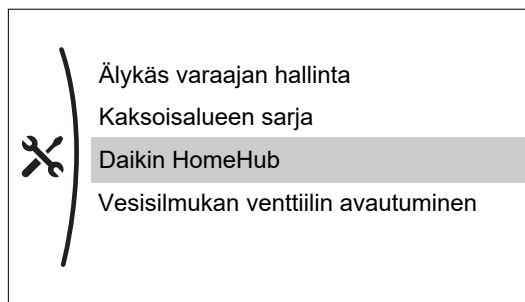 Älykäs varaajan hallinta
Kaksoisalueen sarja
Daikin HomeHub
Vesisilmukan venttiilin avautuminen